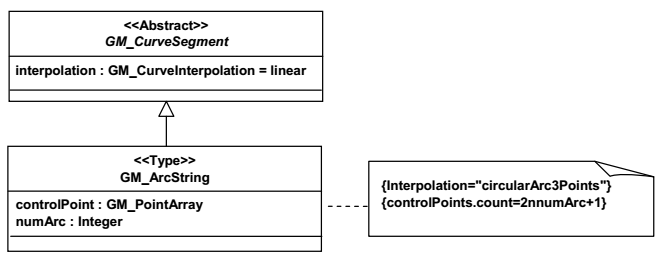 <<Abstract>>
GM_CurveSegment
interpolation : GM_CurveInterpolation = linear
<<Type>>
GM_ArcString
controlPoint : GM_PointArray
numArc : Integer
{Interpolation="circularArc3Points"}
{controlPoints.count=2nnumArc+1}